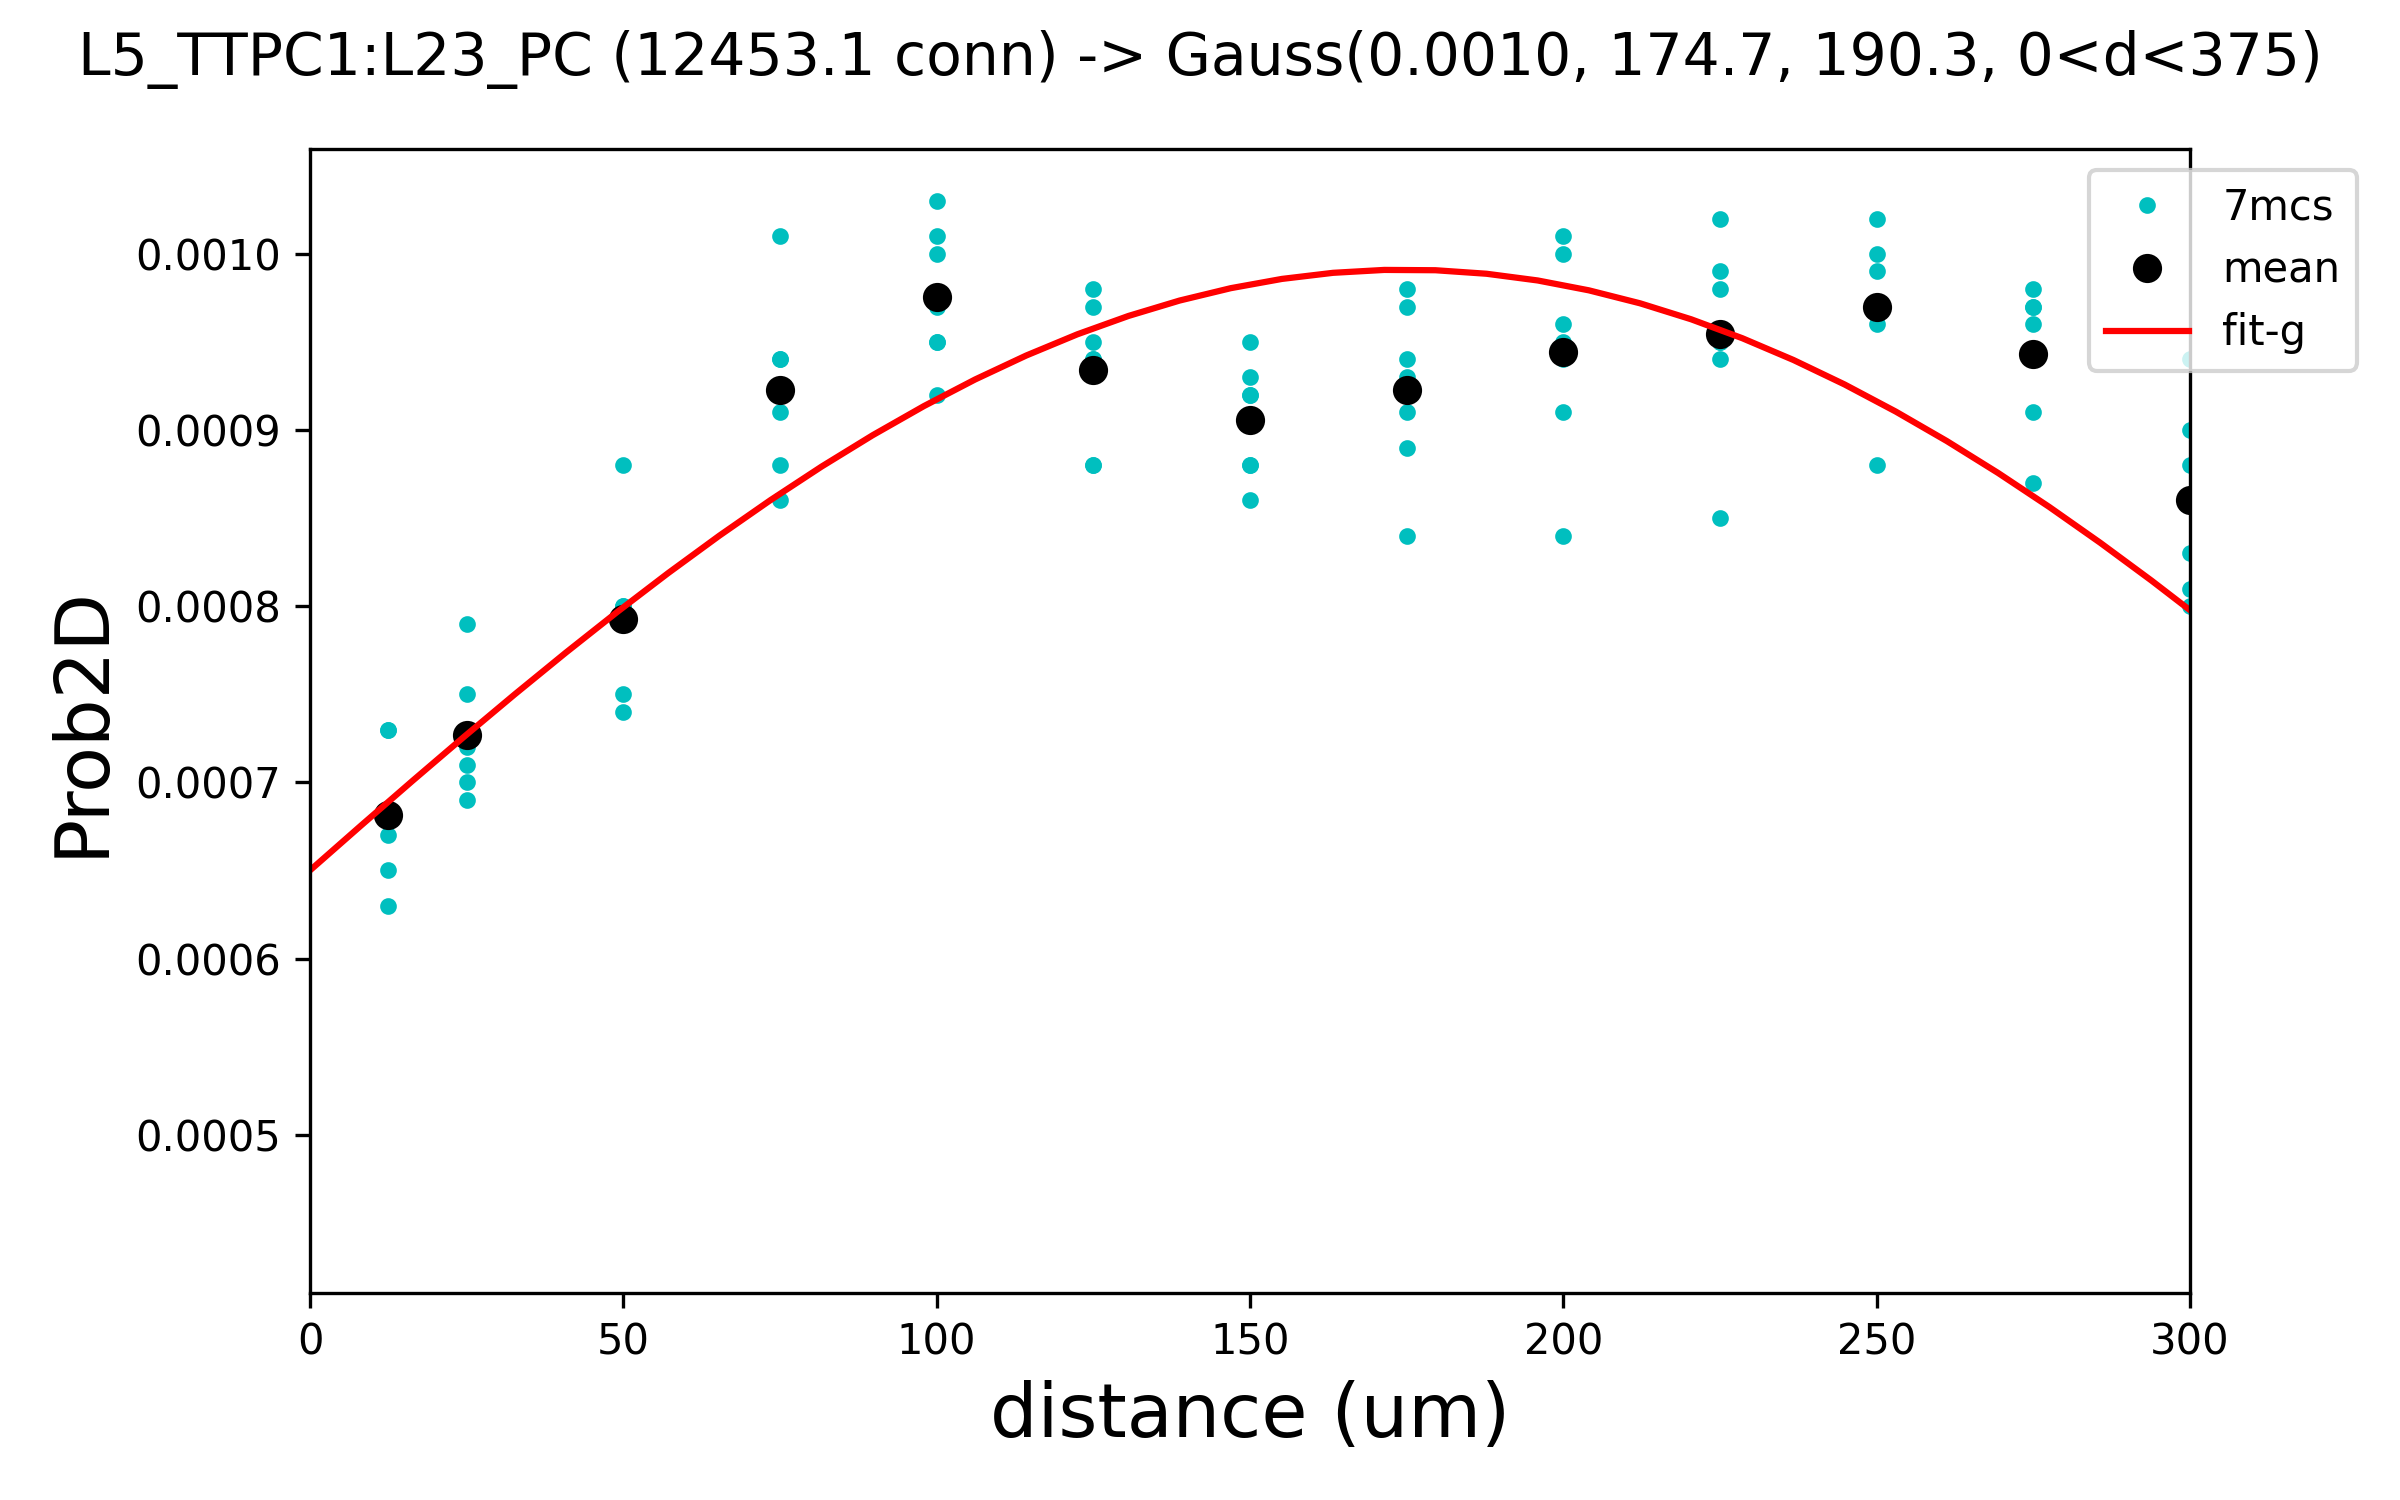 L5_TTPC1:L23_PC (12453.1 conn) -> Gauss(0.0010, 174.7, 190.3, 0<d<375)
7mcs
mean
fit-g
0.0010
0.0009
0.0008
0.0007
0.0006
0.0005
Prob2D
0 50 100 150 200 250 300
distance (um)